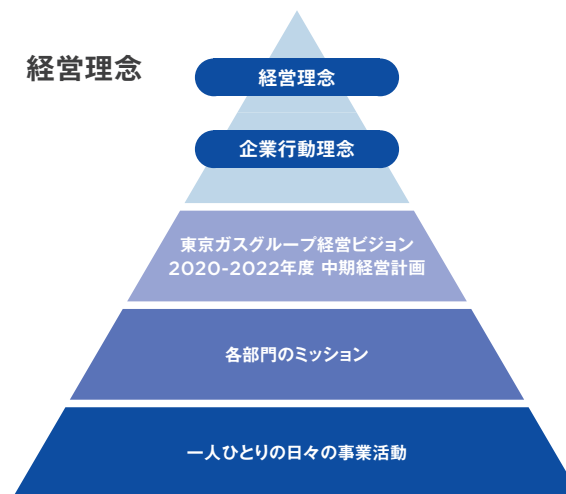 経営理念
経営理念
企業行動理念
東京ガスグループ経営ビジョン
2020-2022年度 中期経営計画
各部門のミッション
一人ひとりの日々の事業活動